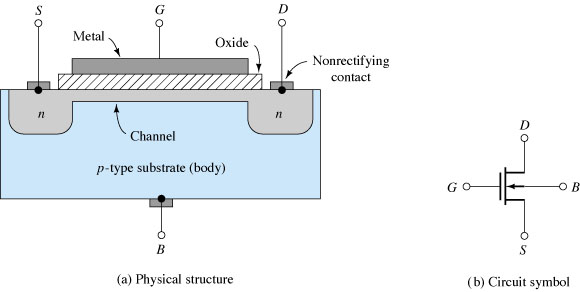 S
G
D
Metal
Oxide
Nonrectifying
contact
n
n
Channel
p-type substrate (body)
B
(a) Physical structure
D
G
B
S
(b) Circuit symbol